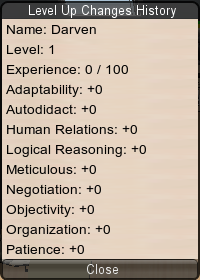 Level Up Changes History
Name: Darven
Level: 1
Experience: 0 / 100
Adaptability: +0
Autodidact: +0
Human Relations: +0
Logical Reasoning: +0
Meticulous: +0
Negotiation: +0
Objectivity: +0
Organization: +0
Patience: +0
Close